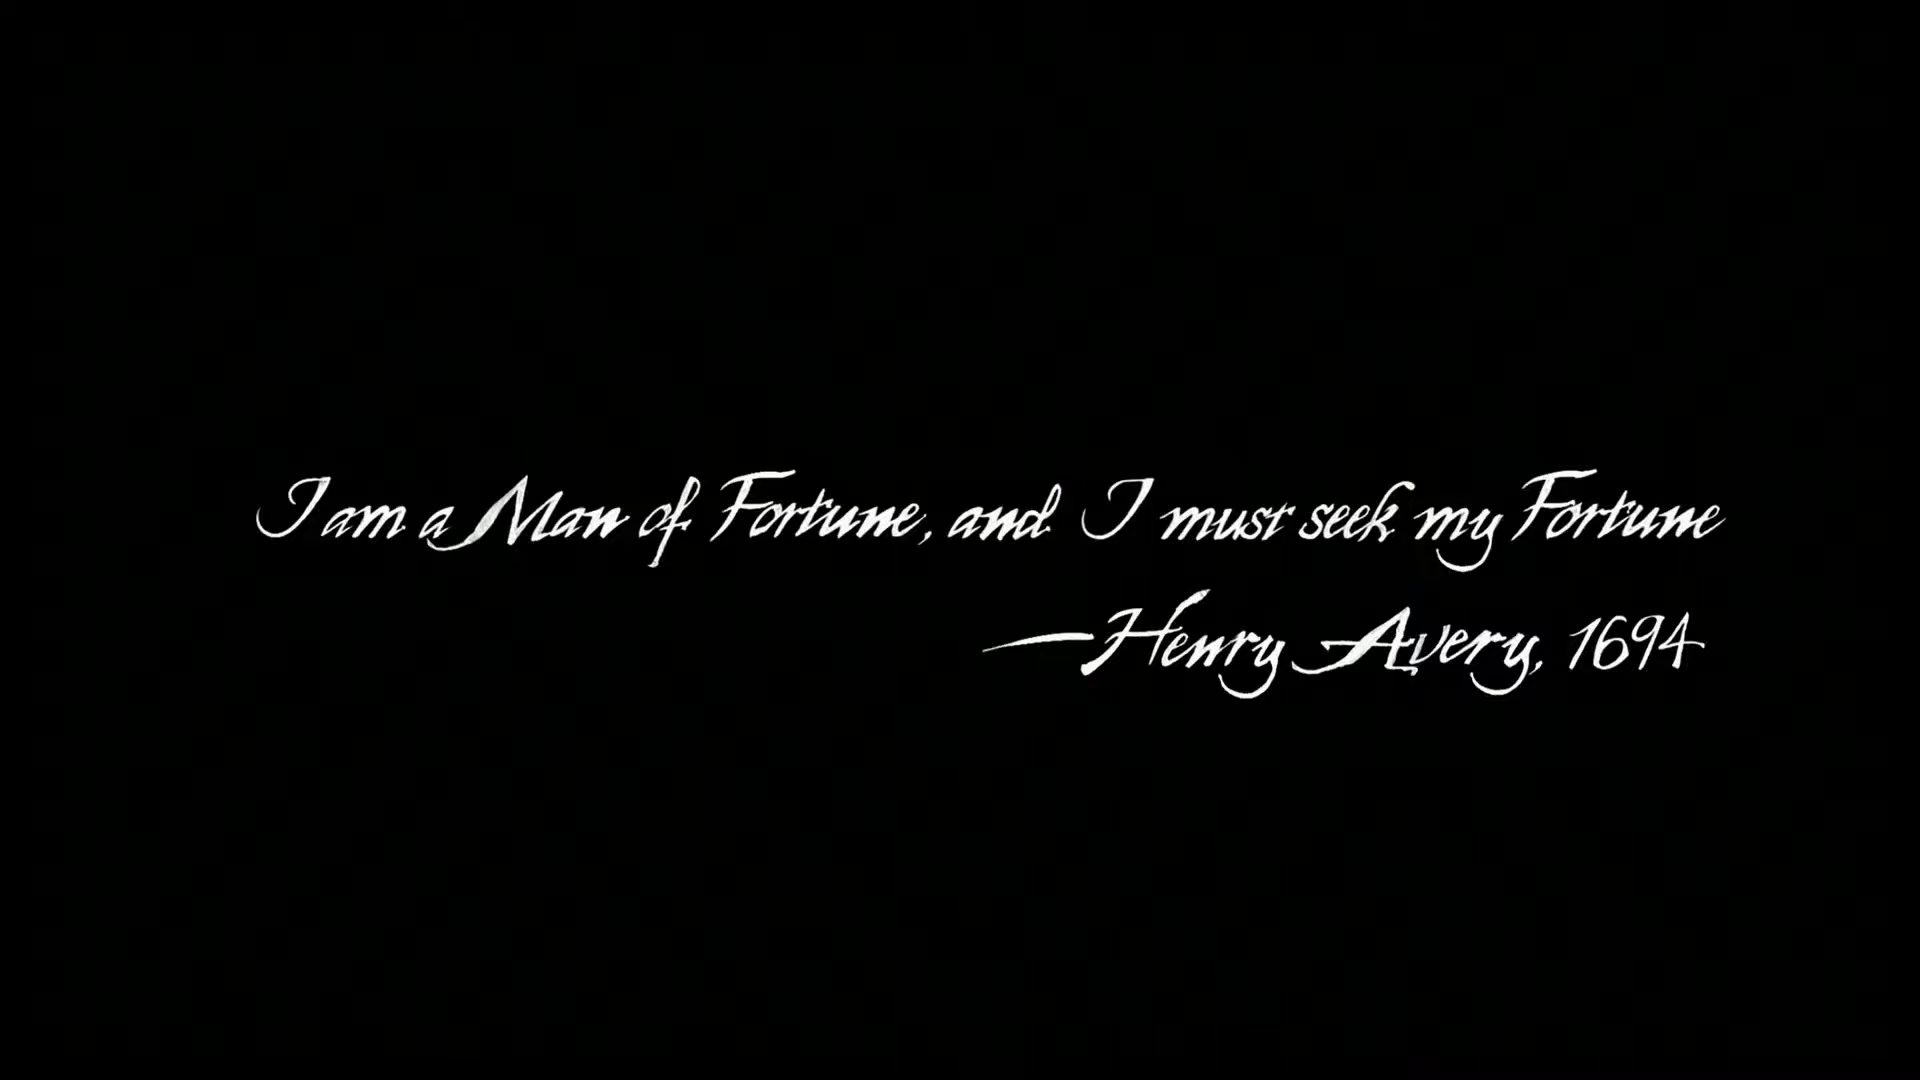 I am a Man of Fortune, and I must seek my Fortune
—Henry Avery, 1694